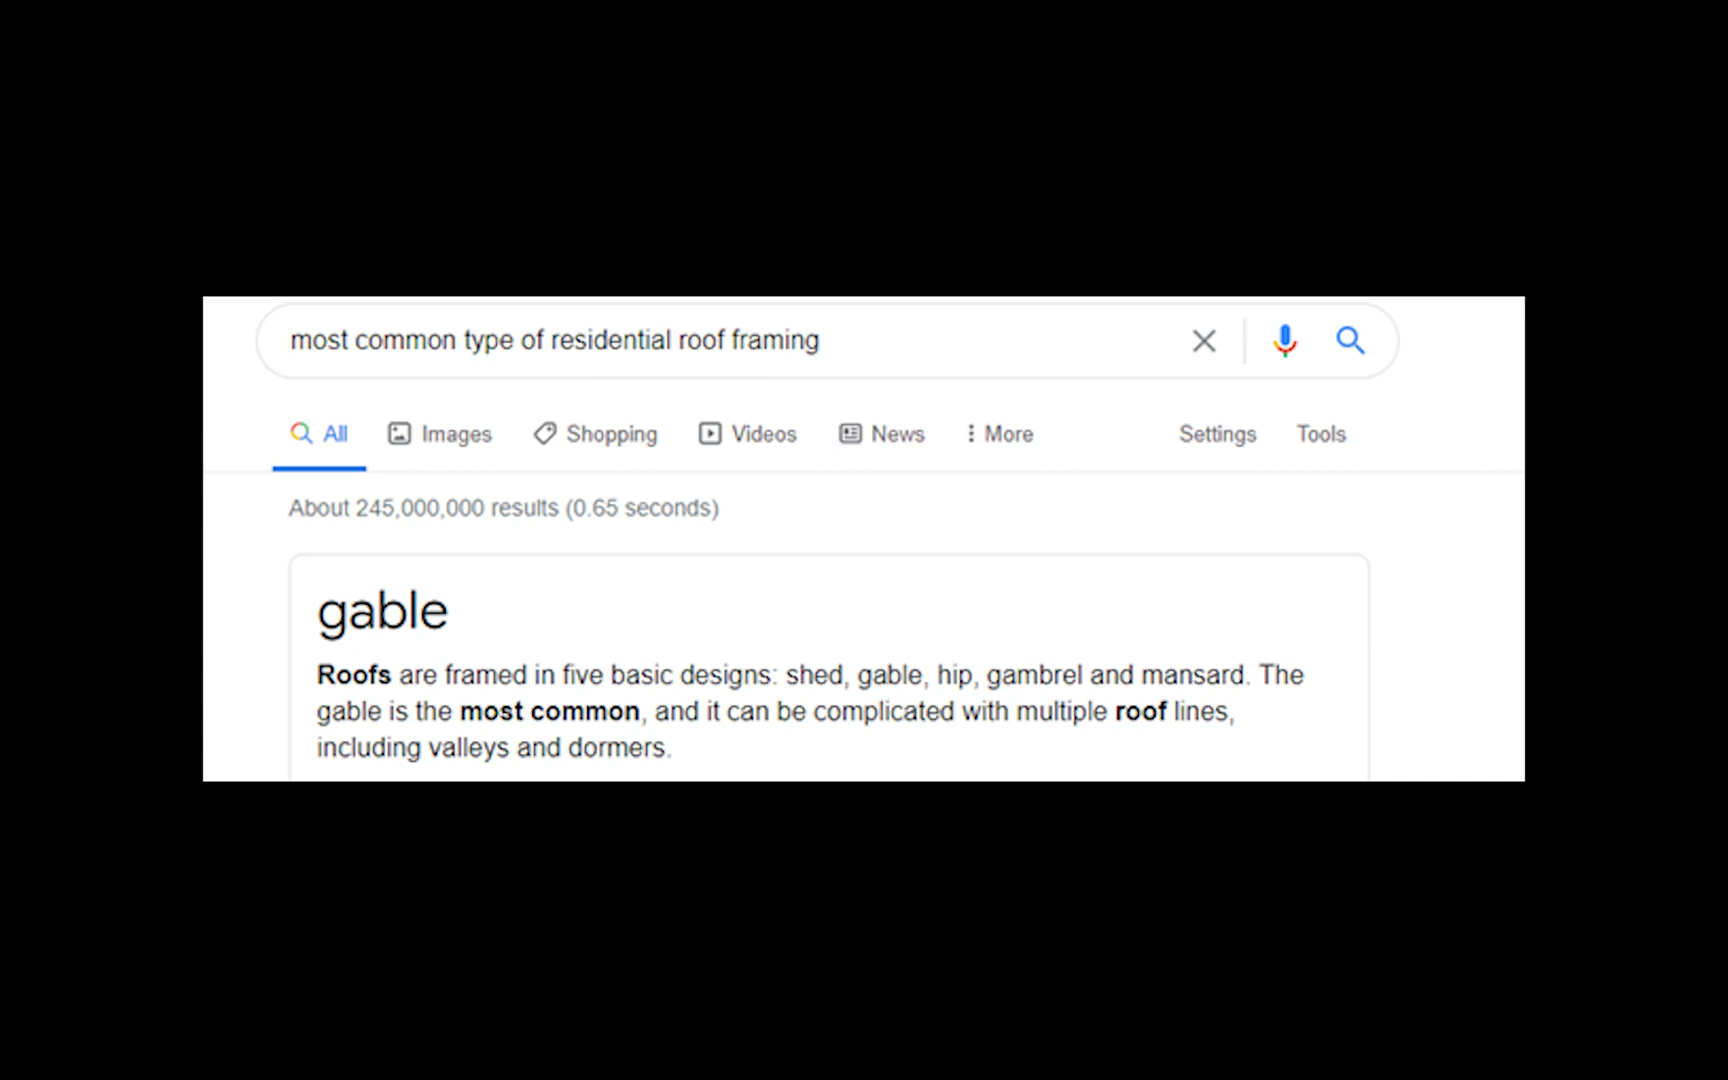 most common type of residential roof framing
All Images Shopping Videos News More Settings Tools
About 245,000,000 results (0.65 seconds)
gable
Roofs are framed in five basic designs: shed, gable, hip, gambrel and mansard. The
gable is the most common, and it can be complicated with multiple roof lines,
including valleys and dormers.